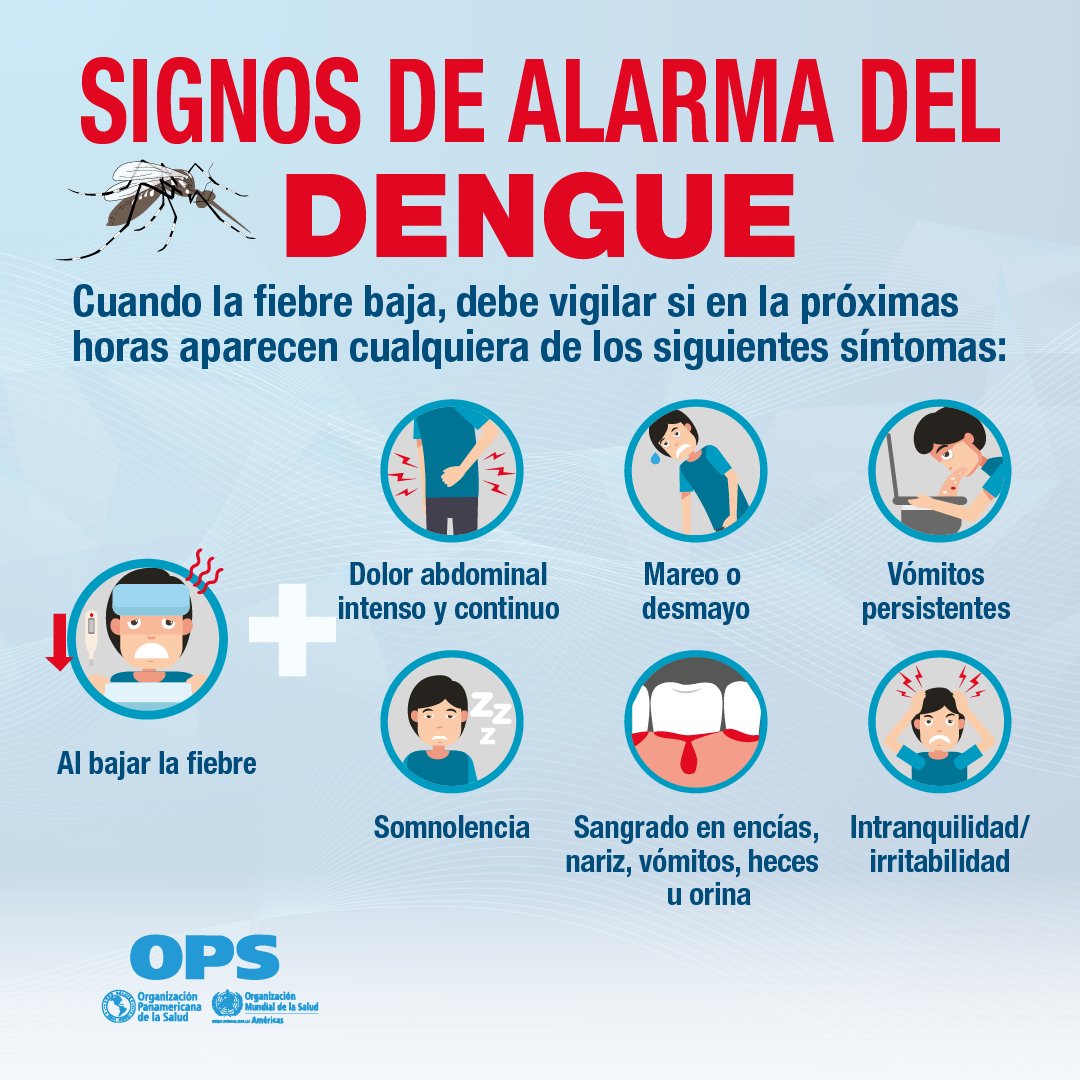 SIGNOS DE ALARMA DEL
DENGUE
Cuando la fiebre baja, debe vigilar si en la próximas
horas aparecen cualquiera de los siguientes síntomas:
Dolor abdominal
intenso y continuo
Mareo o
desmayo
Vómitos
persistentes
Al bajar la fiebre
ZZ
Z
Somnolencia
Sangrado en encías,
nariz, vómitos, heces
u orina
Intranquilidad/
irritabilidad
OPS
Organización
Panamericana
de la Salud
Organización
Mundial de la Salud
Américas